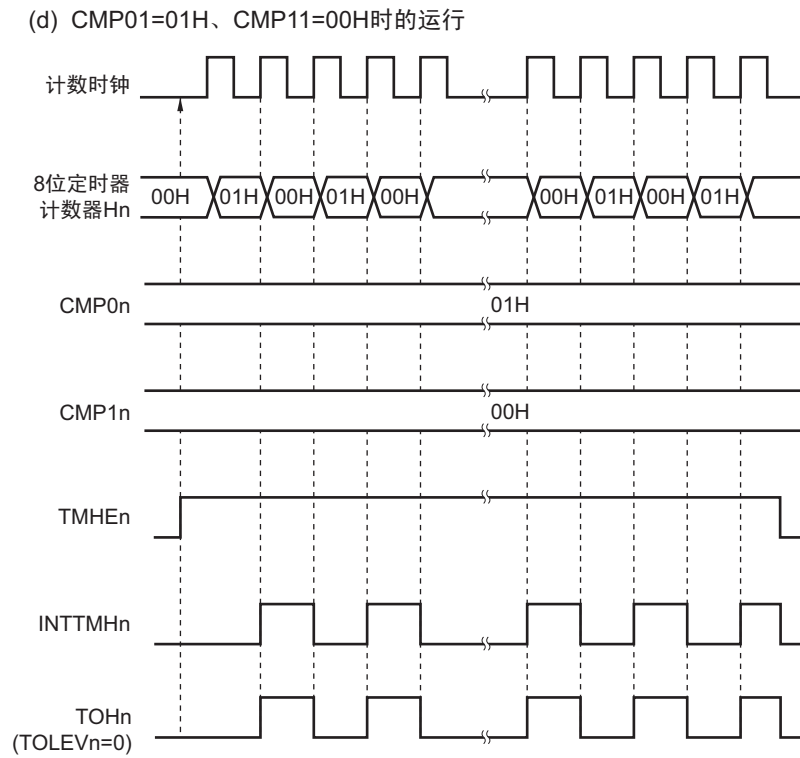 (d) CMP01=01H、CMP11=00H时的运行
计数时钟
8位定时器
计数器Hn
00H 01H 00H 01H 00H 00H 01H 00H 01H
CMP0n
01H
CMP1n
00H
TMHEn
INTTMHn
TOHn
(TOLEVn=0)